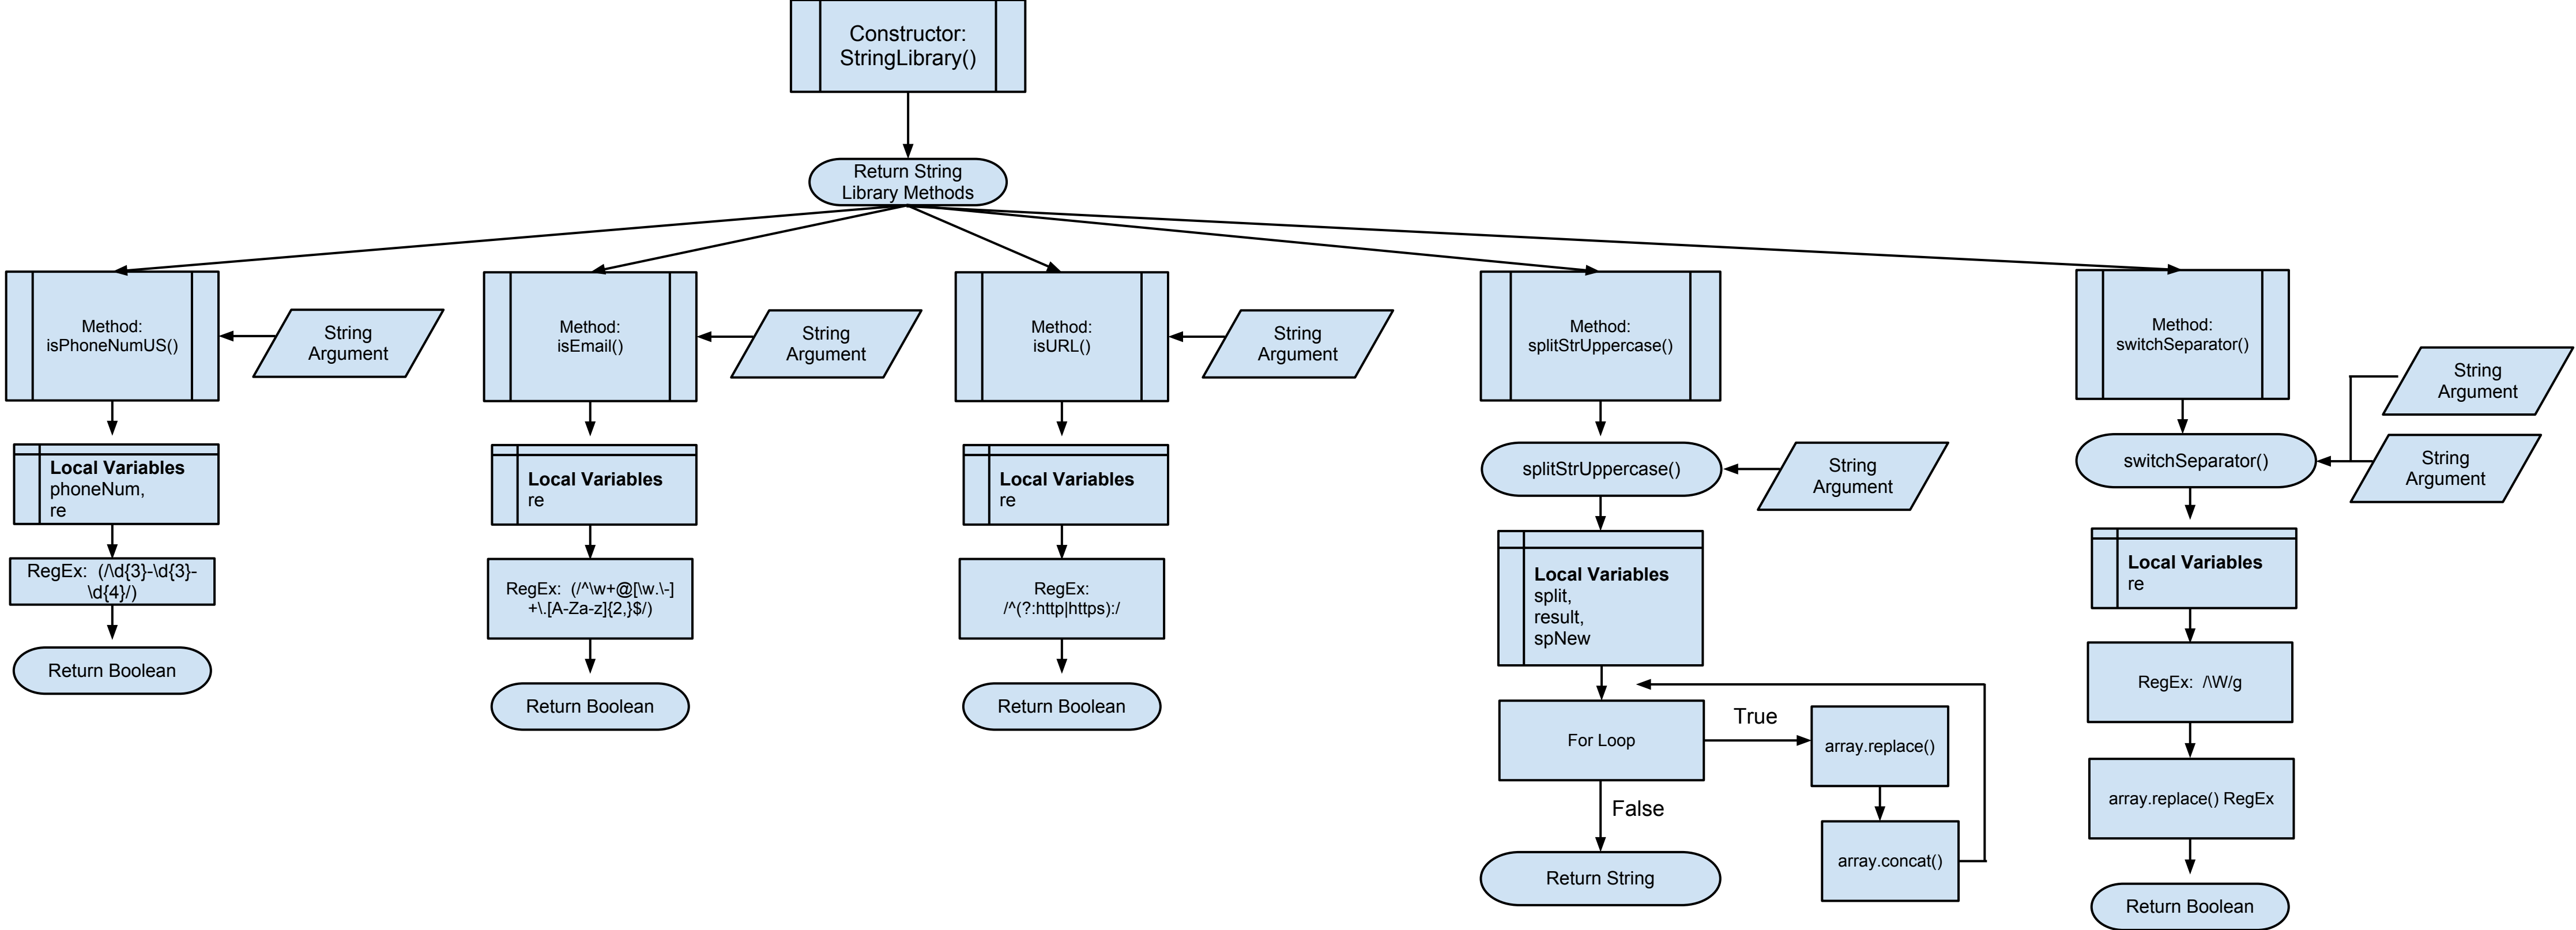 Constructor:
StringLibrary()
Return String
Library Methods
Method:
isPhoneNumUS()
String
Argument
Local Variables
phoneNum,
re
RegEx: (/\d{3}-\d{3}-
\d{4}/)
Return Boolean
Method:
isEmail()
String
Argument
Local Variables
re
RegEx: (/^\w+@[\w.\-]
+\.[A-Za-z]{2,}$/)
Return Boolean
Method:
isURL()
String
Argument
Local Variables
re
RegEx:
/^(?:http|https):/
Return Boolean
Method:
splitStrUppercase()
splitStrUppercase()
String
Argument
Local Variables
split,
result,
spNew
For Loop
True
array.replace()
array.concat()
False
Return String
Method:
switchSeparator()
String
Argument
switchSeparator()
String
Argument
Local Variables
re
RegEx: /\W/g
array.replace() RegEx
Return Boolean